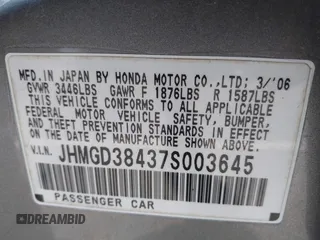 MFD. IN JAPAN BY HONDA MOTOR CO.,LTD; 3/'06
GVWR 3446LBS GAWR F 1876LBS R 1587LBS
THIS VEHICLE CONFORMS TO ALL APPLICABLE
FEDERAL MOTOR VEHICLE SAFETY, BUMPER,
AND THEFT PREVENTION STANDARDS IN EFFECT
ON THE DATE OF MANUFACTURE SHOWN ABOVE.
V.I.N. JHMGD38437S003645
PASSENGER CAR
DREAMBID